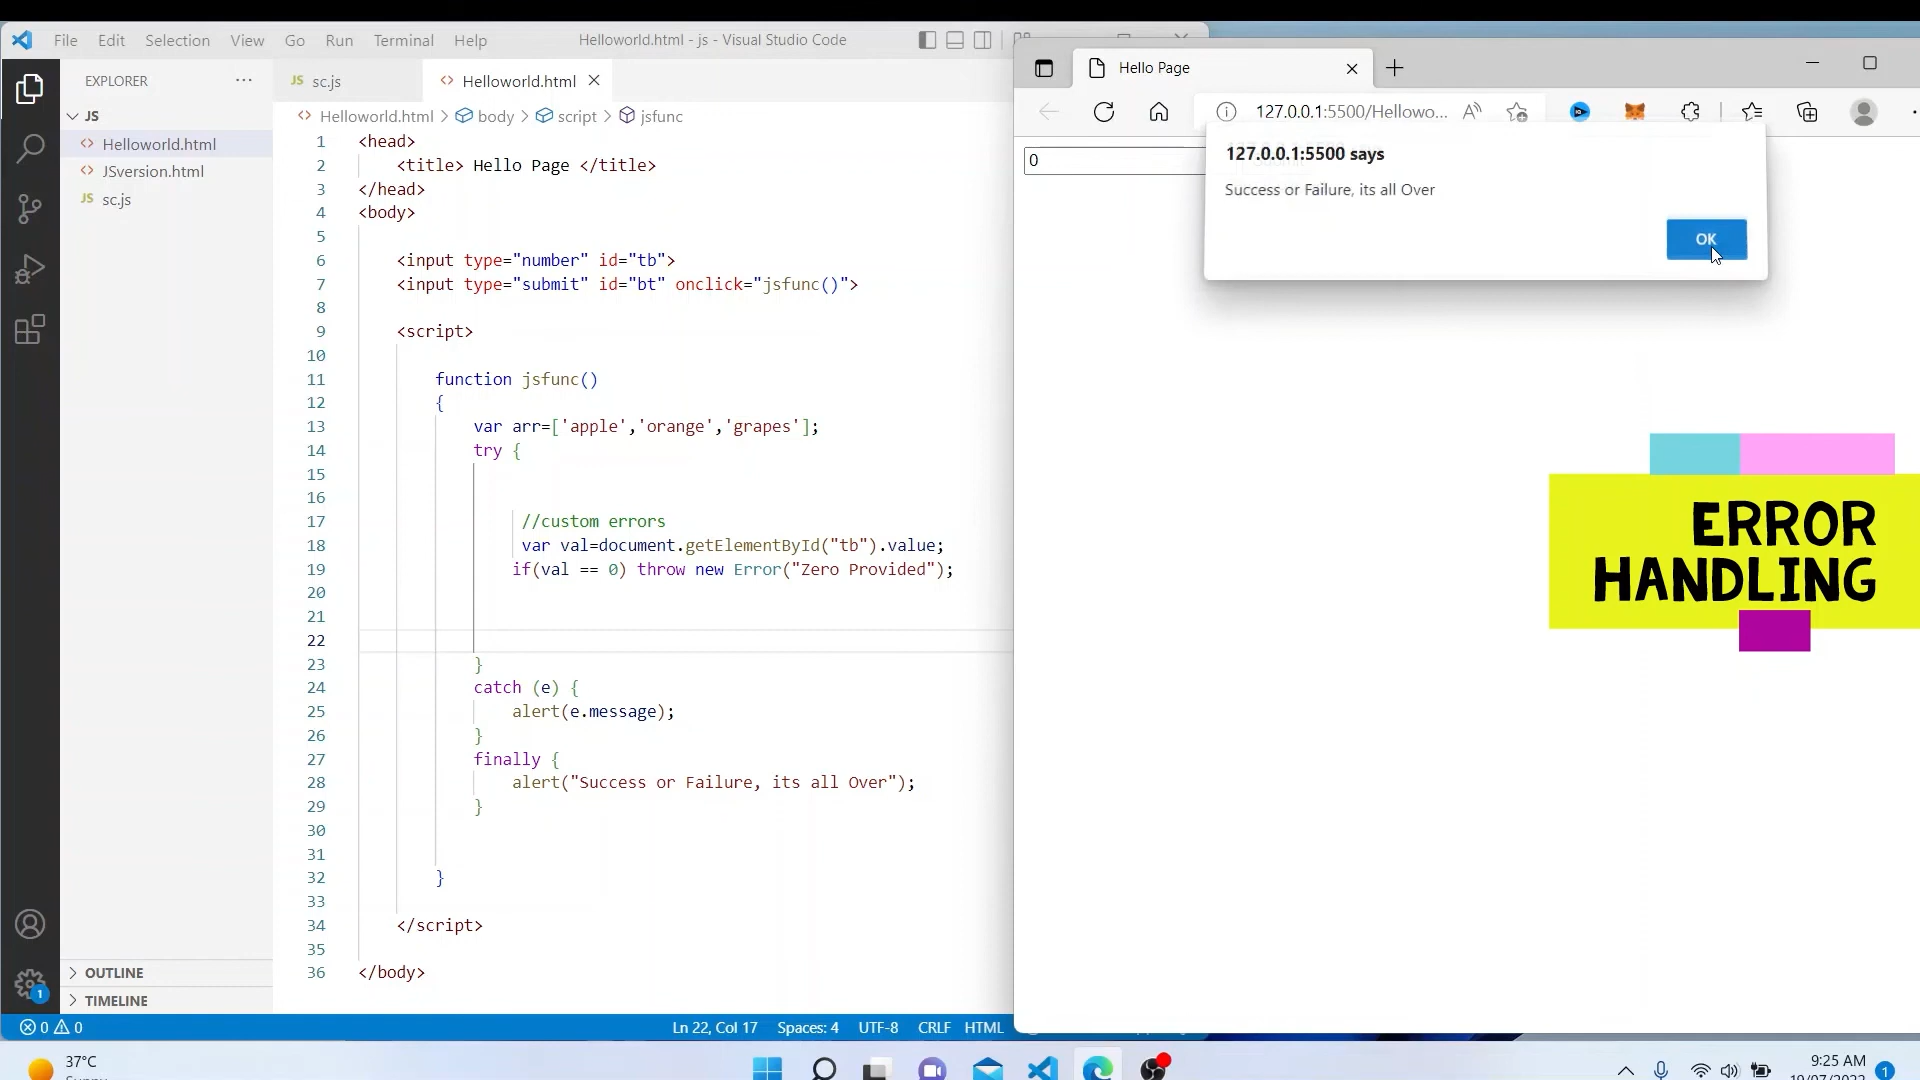 File Edit Selection View Go Run Terminal Help
Helloworld.html - js - Visual Studio Code
EXPLORER
JS
Helloworld.html
JSversion.html
JS sc.js
OUTLINE
TIMELINE
JS sc.js
Helloworld.html
Helloworld.html > body > script > jsfunc
1 <head>
2 <title> Hello Page </title>
3 </head>
4 <body>
5
6 <input type="number" id="tb">
7 <input type="submit" id="bt" onclick="jsfunc()">
8
9 <script>
10
11 function jsfunc()
12 {
13 var arr=['apple','orange','grapes'];
14 try {
15
16
17 //custom errors
18 var val=document.getElementById("tb").value;
19 if(val == 0) throw new Error("Zero Provided");
20
21
22
23 }
24 catch (e) {
25 alert(e.message);
26 }
27 finally {
28 alert("Success or Failure, its all Over");
29 }
30
31
32 }
33
34 </script>
35
36 </body>
1
0 0
Ln 22, Col 17 Spaces: 4 UTF-8 CRLF HTML
Hello Page
127.0.0.1:5500/Hellowo...
0
127.0.0.1:5500 says
Success or Failure, its all Over
OK
ERROR
HANDLING
37°C
9:25 AM
1